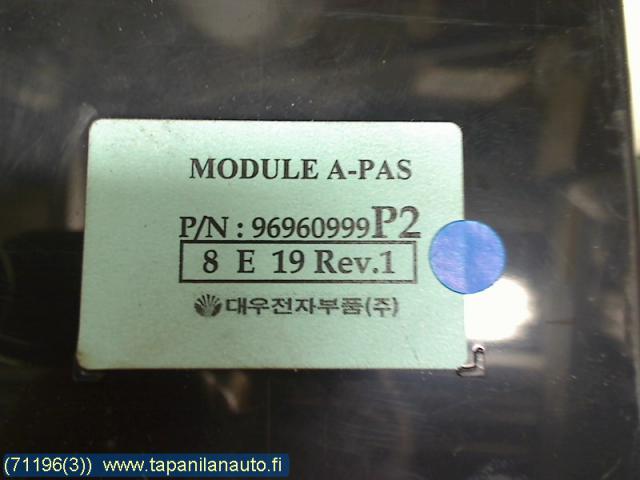 MODULE A-PAS
P/N : 96960999P2
8 E 19 Rev.1
대우전자부품(주)
(71196(3)) www.tapanilanauto.fi